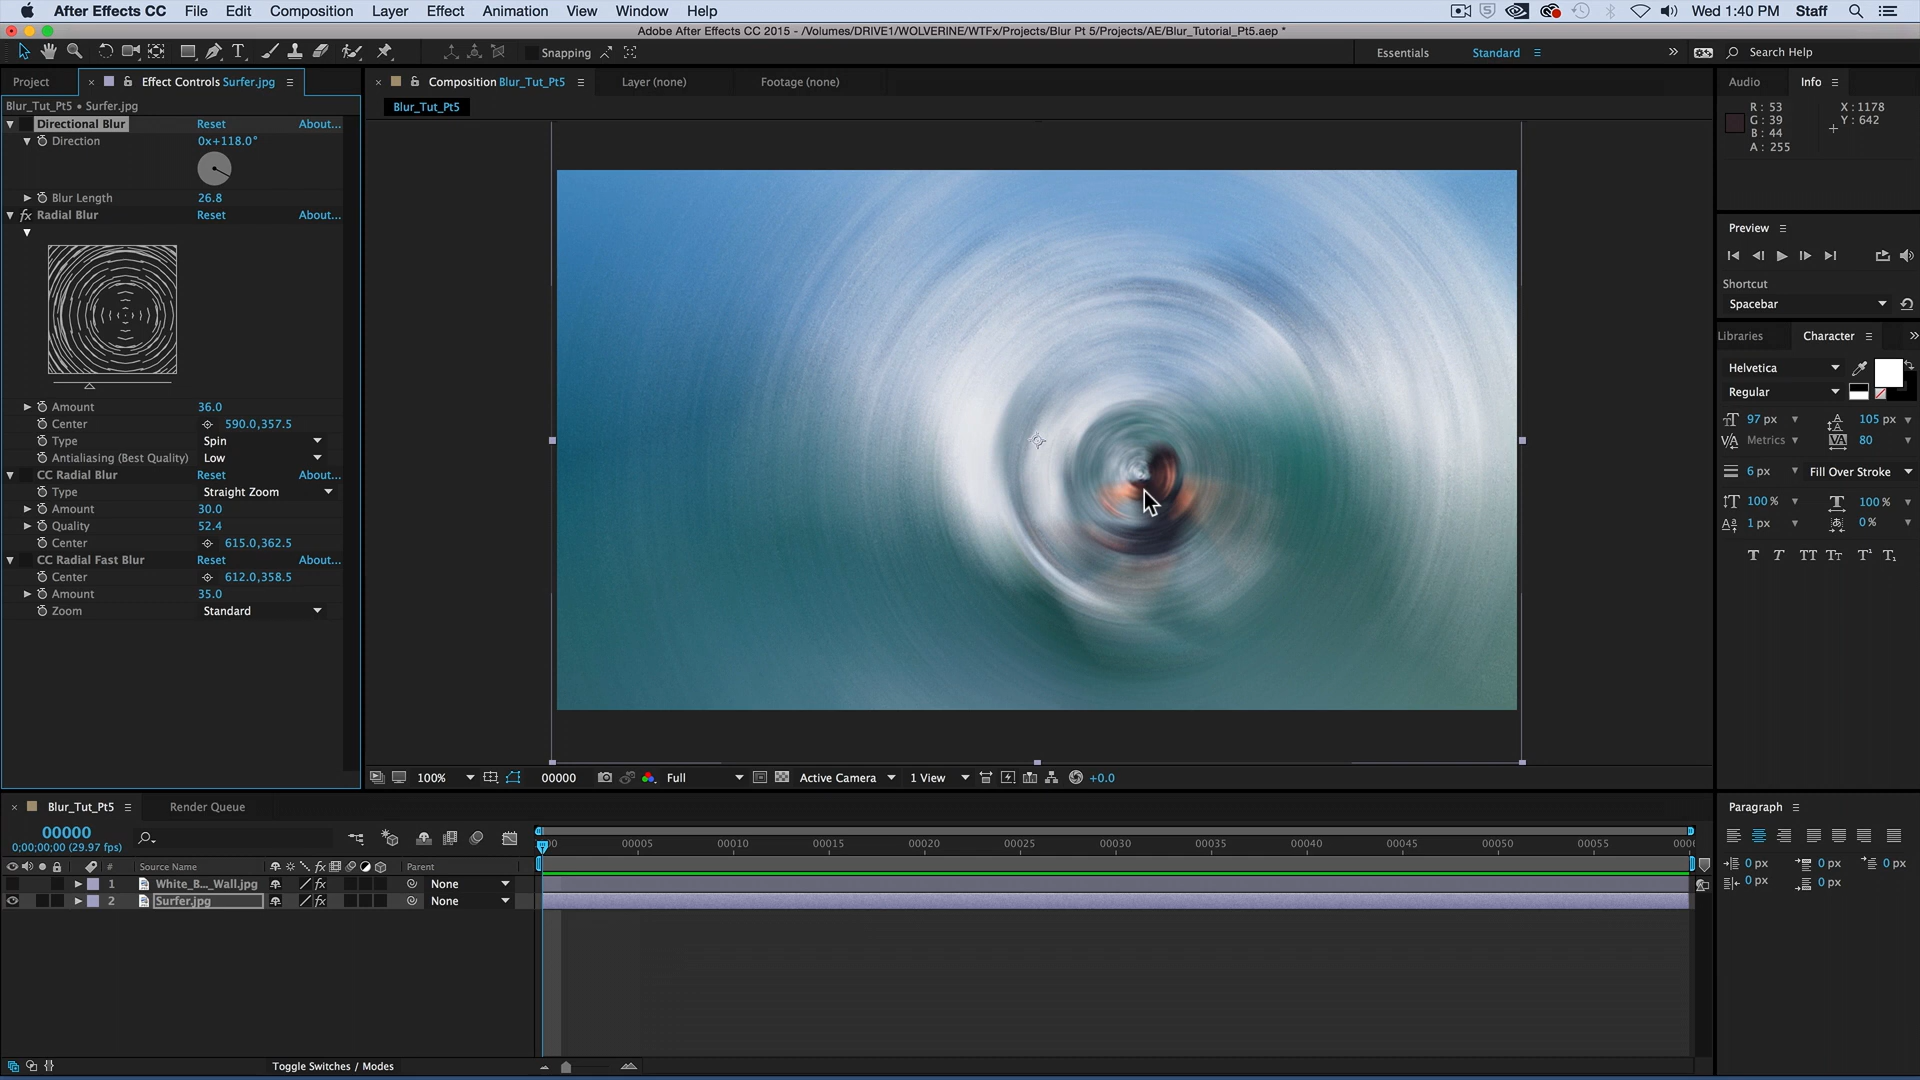 After Effects CC File Edit Composition Layer Effect Animation View Window Help Wed 1:40 PM Staff
Adobe After Effects CC 2015 - /Volumes/DRIVE1/WOLVERINE/WTFx/Projects/Blur Pt 5/Projects/AE/Blur_Tutorial_Pt5.aep *
Snapping Essentials Standard Search Help
Project Effect Controls Surfer.jpg
Blur_Tut_Pt5 • Surfer.jpg
Directional Blur Reset About...
Direction 0x+118.0°
Blur Length 26.8
fx Radial Blur Reset About...
Amount 36.0
Center 590.0,357.5
Type Spin
Antialiasing (Best Quality) Low
CC Radial Blur Reset About...
Type Straight Zoom
Amount 30.0
Quality 52.4
Center 615.0,362.5
CC Radial Fast Blur Reset About...
Center 612.0,358.5
Amount 35.0
Zoom Standard
Composition Blur_Tut_Pt5 Layer (none) Footage (none)
Blur_Tut_Pt5
100% 00000 Full Active Camera 1 View +0.0
Audio Info
R: 53 X: 1178
G: 39 Y: 642
B: 44
A: 255
Preview
Shortcut
Spacebar
Libraries Character
Helvetica
Regular
97 px 105 px
Metrics 80
6 px Fill Over Stroke
100 % 100 %
1 px 0 %
Blur_Tut_Pt5 Render Queue
00000
0;00;00;00 (29.97 fps)
# Source Name fx Parent
1 White_B..._Wall.jpg fx None
2 Surfer.jpg fx None
00005 00010 00015 00020 00025 00030 00035 00040 00045 00050 00055
Toggle Switches / Modes
Paragraph
0 px 0 px 0 px
0 px 0 px